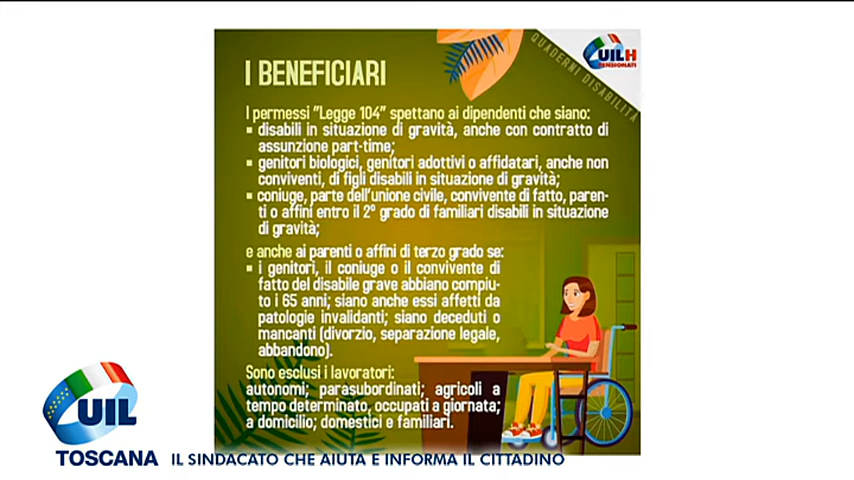 UILH
PENSIONATI
QUADERNI DISABILITÀ
I BENEFICIARI
I permessi "Legge 104" spettano ai dipendenti che siano:
▪ disabili in situazione di gravità, anche con contratto di
assunzione part-time;
▪ genitori biologici, genitori adottivi o affidatari, anche non
conviventi, di figli disabili in situazione di gravità;
▪ coniuge, parte dell'unione civile, convivente di fatto, paren-
ti o affini entro il 2° grado di familiari disabili in situazione
di gravità;
e anche ai parenti o affini di terzo grado se:
▪ i genitori, il coniuge o il convivente di
fatto del disabile grave abbiano compiu-
to i 65 anni; siano anche essi affetti da
patologie invalidanti; siano deceduti o
mancanti (divorzio, separazione legale,
abbandono).
Sono esclusi i lavoratori:
autonomi; parasubordinati; agricoli a
tempo determinato, occupati a giornata;
a domicilio; domestici e familiari.
UIL
TOSCANA IL SINDACATO CHE AIUTA E INFORMA IL CITTADINO